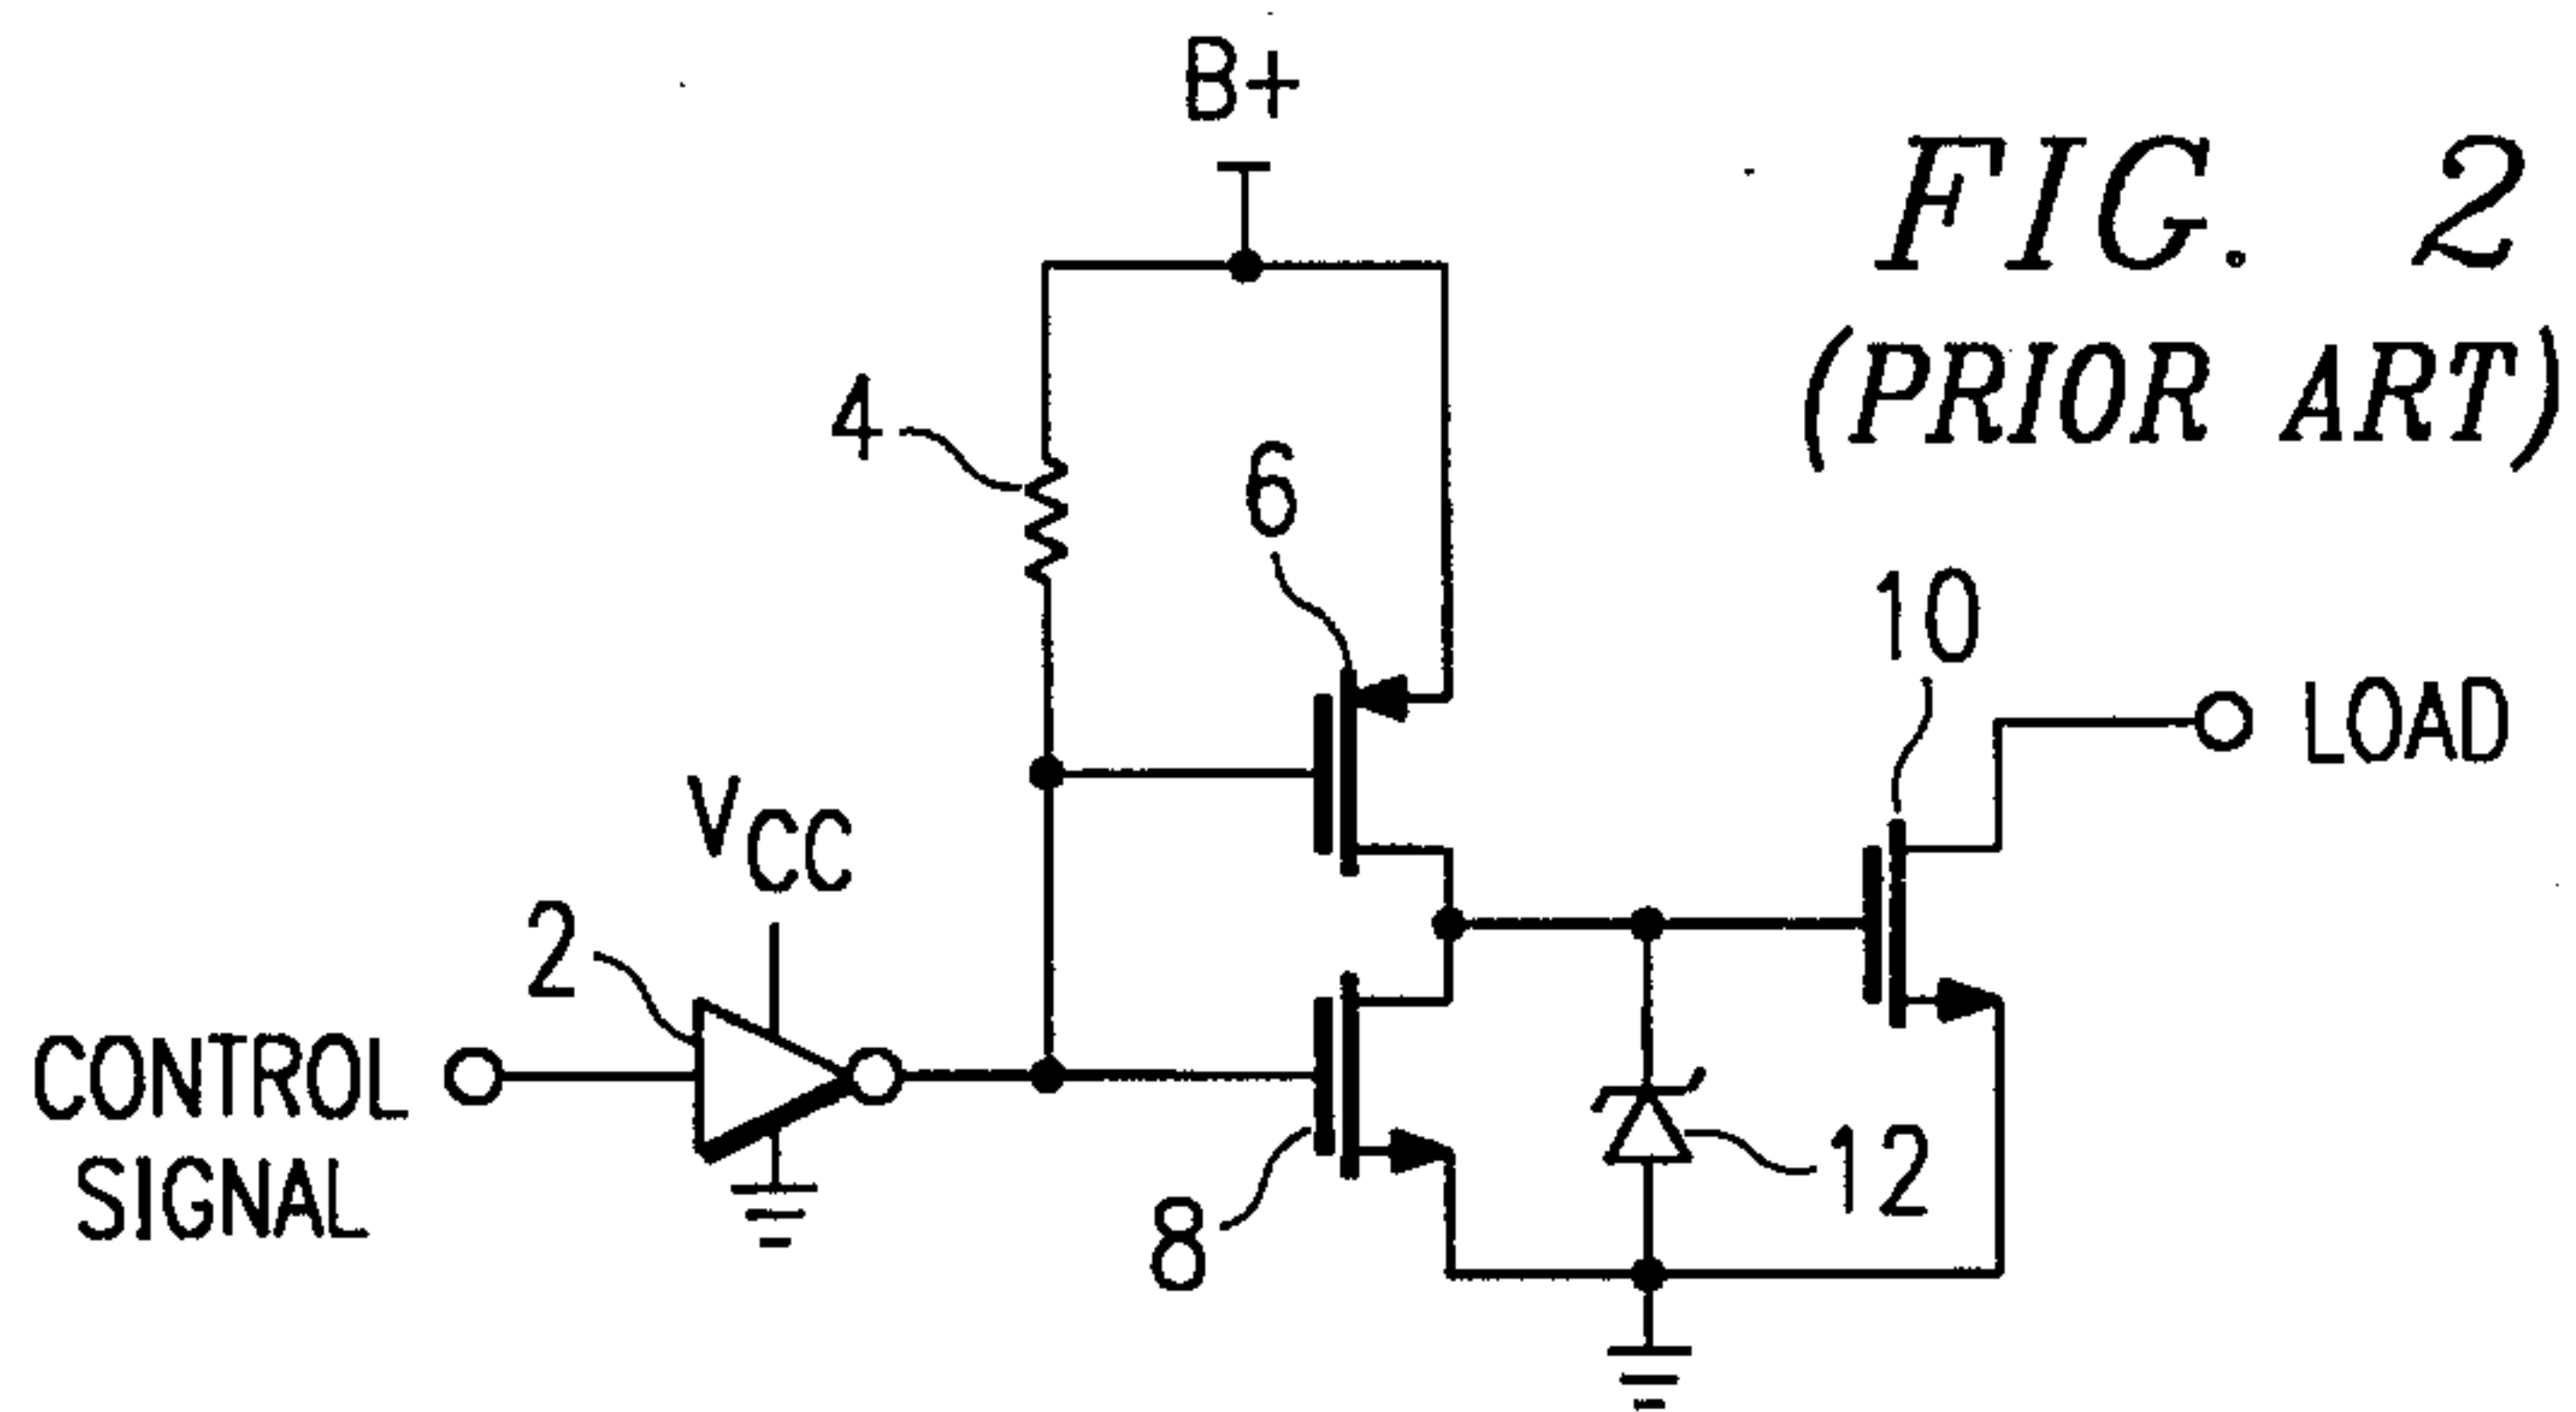 B+
FIG. 2
(PRIOR ART)
4
6
10
LOAD
VCC
2
CONTROL
SIGNAL
8
12